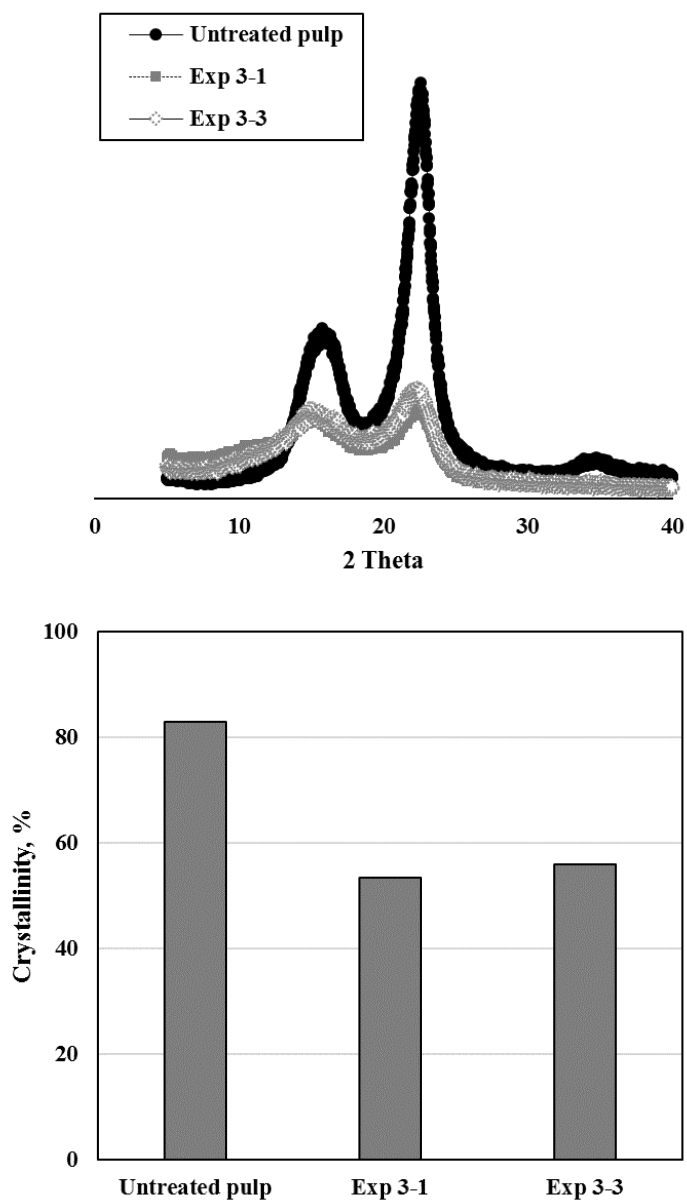 Untreated pulp
Exp 3-1
Exp 3-3
0 10 20 30 40
2 Theta
100
80
60
40
20
0
Crystallinity, %
Untreated pulp Exp 3-1 Exp 3-3